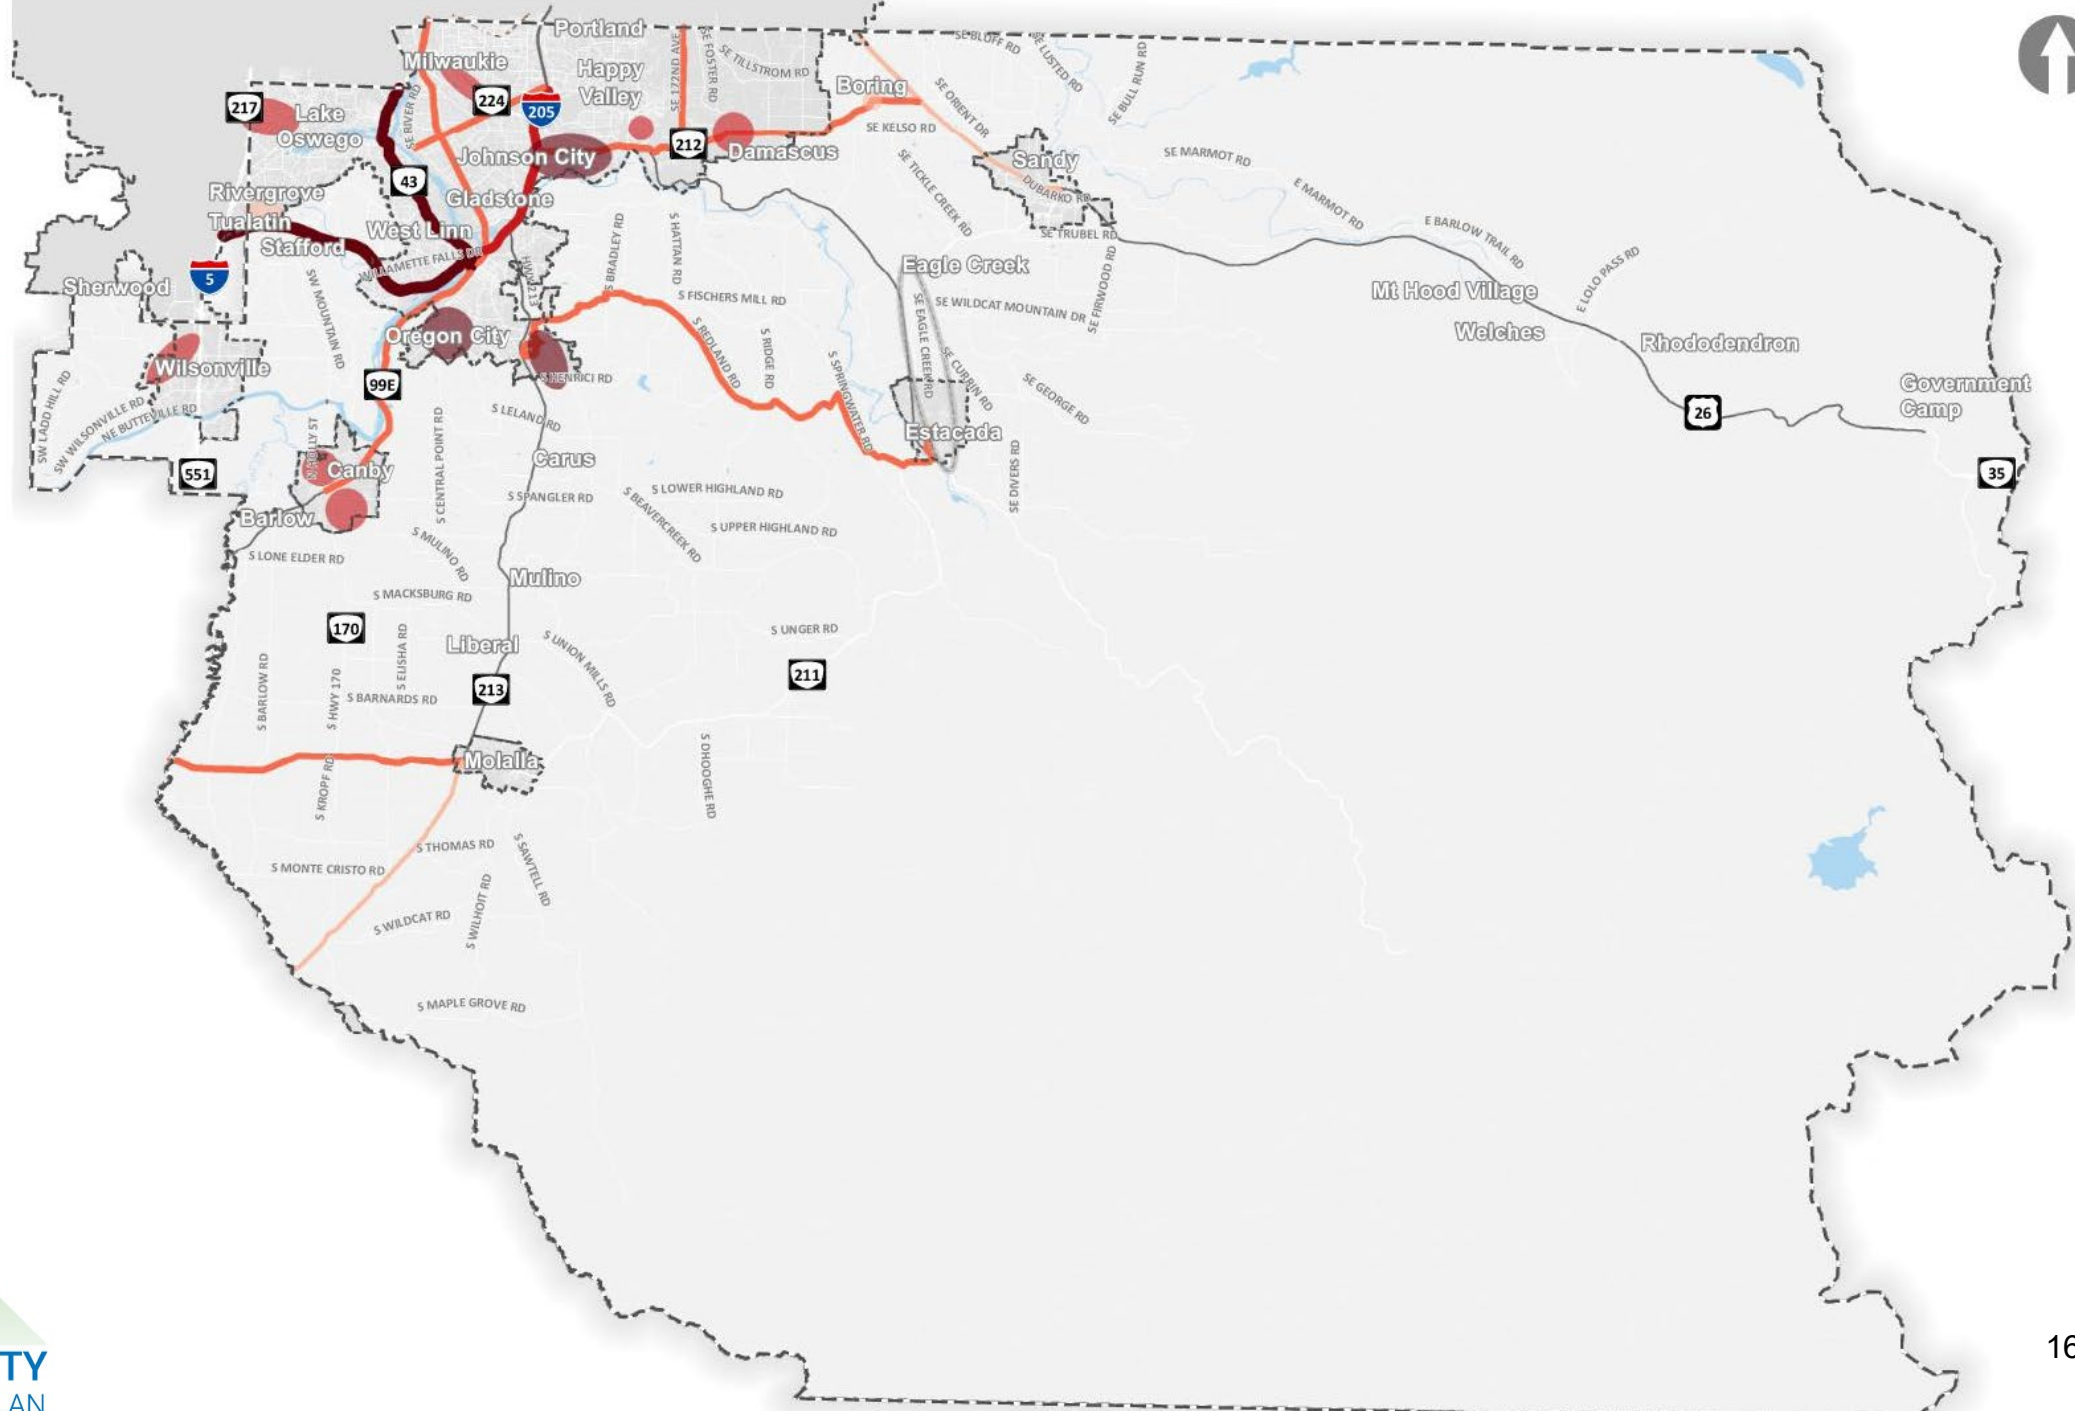 Portland
Milwaukie
Happy
Valley
SE 172ND AVE
SE FOSTER RD
SE TILLSTROM RD
SE BLUFF RD
SE LUSTED RD
SE BULL RUN RD
Boring
217
Lake
Oswego
SE RIVER RD
224
205
SE ORIENT DR
SE KELSO RD
Johnson City
212
Damascus
SE TICKLE CREEK RD
Sandy
DUBARKO RD
SE MARMOT RD
E MARMOT RD
E BARLOW TRAIL RD
E LOLO PASS RD
43
Rivergrove
Gladstone
Tualatin
Stafford
West Linn
WILLAMETTE FALLS DR
SE TRUBEL RD
S BRADLEY RD
S HATTAN RD
HWY 213
Eagle Creek
5
Sherwood
SW MOUNTAIN RD
S FISCHERS MILL RD
SE EAGLE CREEK RD
SE WILDCAT MOUNTAIN DR
SE FIRWOOD RD
Mt Hood Village
Welches
Rhododendron
Government
Camp
Oregon City
S REDLAND RD
S RIDGE RD
S SPRINGWATER RD
SE CURRIN RD
SE GEORGE RD
Wilsonville
99E
S HENRICI RD
26
SW LADD HILL RD
SW WILSONVILLE RD
NE BUTTEVILLE RD
N HOLLY ST
S CENTRAL POINT RD
S LELAND RD
Estacada
SE DIVERS RD
35
551
Canby
Carus
Barlow
S SPANGLER RD
S LOWER HIGHLAND RD
S BEAVERCREEK RD
S UPPER HIGHLAND RD
S LONE ELDER RD
S MULINO RD
Mulino
S MACKSBURG RD
170
S ELISHA RD
Liberal
S UNION MILLS RD
S UNGER RD
211
S BARLOW RD
S HWY 170
S BARNARDS RD
213
S KROPF RD
Molalla
S DHOOGHE RD
S THOMAS RD
S SAWTELL RD
S MONTE CRISTO RD
S WILDCAT RD
S WILHOIT RD
S MAPLE GROVE RD
TY
AN
16